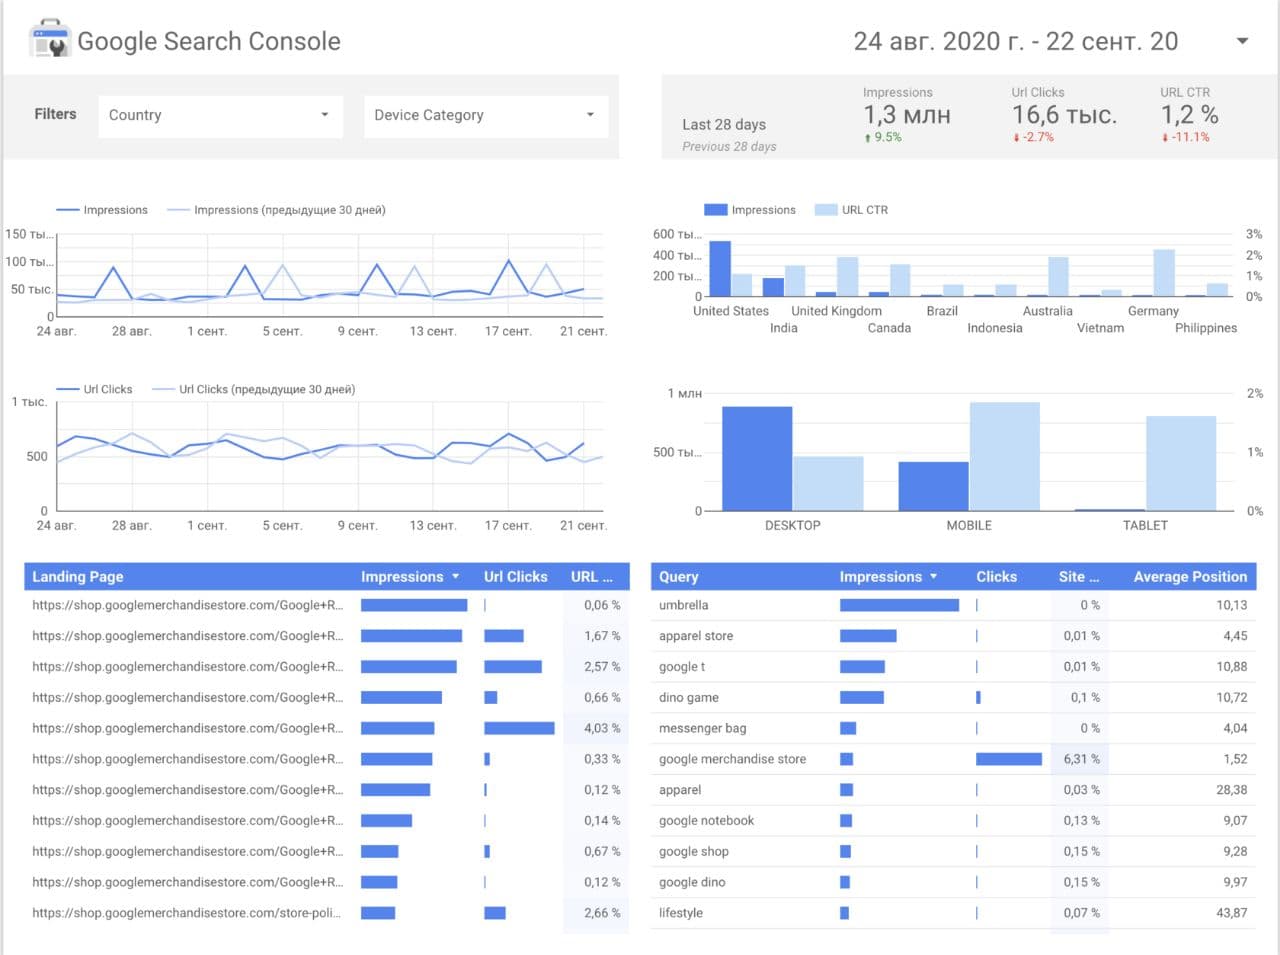 Google Search Console
24 авг. 2020 г. - 22 сент. 20
Filters
Country
Device Category
Last 28 days
Previous 28 days
Impressions
1,3 млн
9.5%
Url Clicks
16,6 тыс.
-2.7%
URL CTR
1,2 %
-11.1%
Impressions Impressions (предыдущие 30 дней)
150 ты...
100 ты...
50 тыс.
0
24 авг. 28 авг. 1 сент. 5 сент. 9 сент. 13 сент. 17 сент. 21 сент.
Impressions URL CTR
600 ты... 3%
400 ты... 2%
200 ты... 1%
0 0%
United States United Kingdom Brazil Australia Germany
India Canada Indonesia Vietnam Philippines
Url Clicks Url Clicks (предыдущие 30 дней)
1 тыс.
500
0
24 авг. 28 авг. 1 сент. 5 сент. 9 сент. 13 сент. 17 сент. 21 сент.
1 млн 2%
500 ты... 1%
0 0%
DESKTOP MOBILE TABLET
Landing Page Impressions Url Clicks URL ...
https://shop.googlemerchandisestore.com/Google+R... 0,06 %
https://shop.googlemerchandisestore.com/Google+R... 1,67 %
https://shop.googlemerchandisestore.com/Google+R... 2,57 %
https://shop.googlemerchandisestore.com/Google+R... 0,66 %
https://shop.googlemerchandisestore.com/Google+R... 4,03 %
https://shop.googlemerchandisestore.com/Google+R... 0,33 %
https://shop.googlemerchandisestore.com/Google+R... 0,12 %
https://shop.googlemerchandisestore.com/Google+R... 0,14 %
https://shop.googlemerchandisestore.com/Google+R... 0,67 %
https://shop.googlemerchandisestore.com/Google+R... 0,12 %
https://shop.googlemerchandisestore.com/store-poli... 2,66 %
Query Impressions Clicks Site ... Average Position
umbrella 0 % 10,13
apparel store 0,01 % 4,45
google t 0,01 % 10,88
dino game 0,1 % 10,72
messenger bag 0 % 4,04
google merchandise store 6,31 % 1,52
apparel 0,03 % 28,38
google notebook 0,13 % 9,07
google shop 0,15 % 9,28
google dino 0,15 % 9,97
lifestyle 0,07 % 43,87